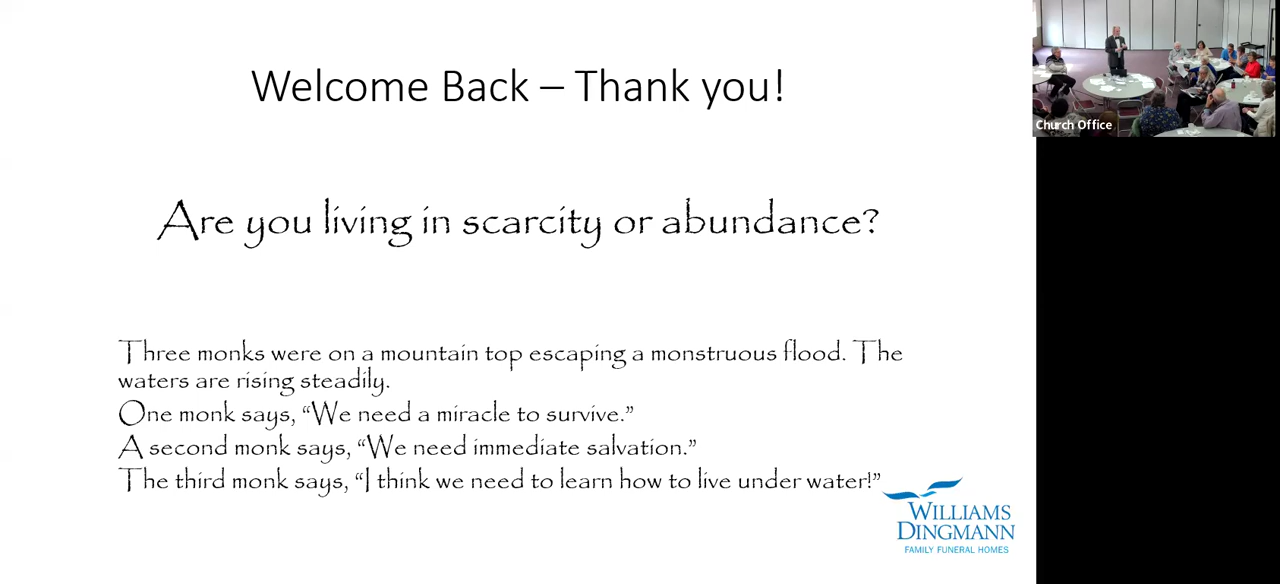 Welcome Back – Thank you!
Church Office
Are you living in scarcity or abundance?
Three monks were on a mountain top escaping a monstruous flood. The
waters are rising steadily.
One monk says, “We need a miracle to survive.”
A second monk says, “We need immediate salvation.”
The third monk says, “I think we need to learn how to live under water!”
WILLIAMS
DINGMANN
FAMILY FUNERAL HOMES